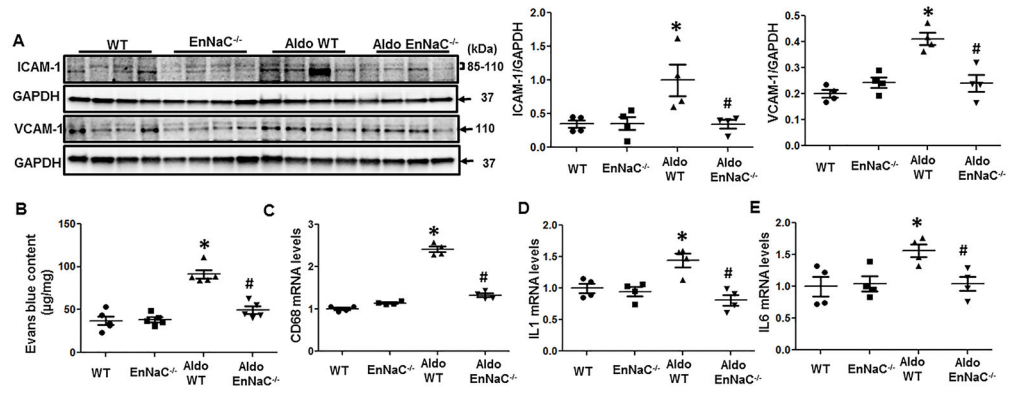 A
WT
EnNaC-/-
Aldo WT
Aldo EnNaC-/-
(kDa)
ICAM-1
85-110
GAPDH
37
VCAM-1
110
GAPDH
37
ICAM-1/GAPDH
2.0
1.5
1.0
0.5
0.0
*
#
WT
EnNaC-/-
Aldo
WT
Aldo
EnNaC-/-
VCAM-1/GAPDH
0.5
0.4
0.3
0.2
0.1
0.0
*
#
WT
EnNaC-/-
Aldo
WT
Aldo
EnNaC-/-
B
Evans blue content
(µg/mg)
150
100
50
0
*
#
WT
EnNaC-/-
Aldo
WT
Aldo
EnNaC-/-
C
CD68 mRNA levels
3
2
1
0
*
#
WT
EnNaC-/-
Aldo
WT
Aldo
EnNaC-/-
D
IL1 mRNA levels
2.0
1.5
1.0
0.5
0.0
*
#
WT
EnNaC-/-
Aldo
WT
Aldo
EnNaC-/-
E
IL6 mRNA levels
2.0
1.5
1.0
0.5
0.0
*
#
WT
EnNaC-/-
Aldo
WT
Aldo
EnNaC-/-